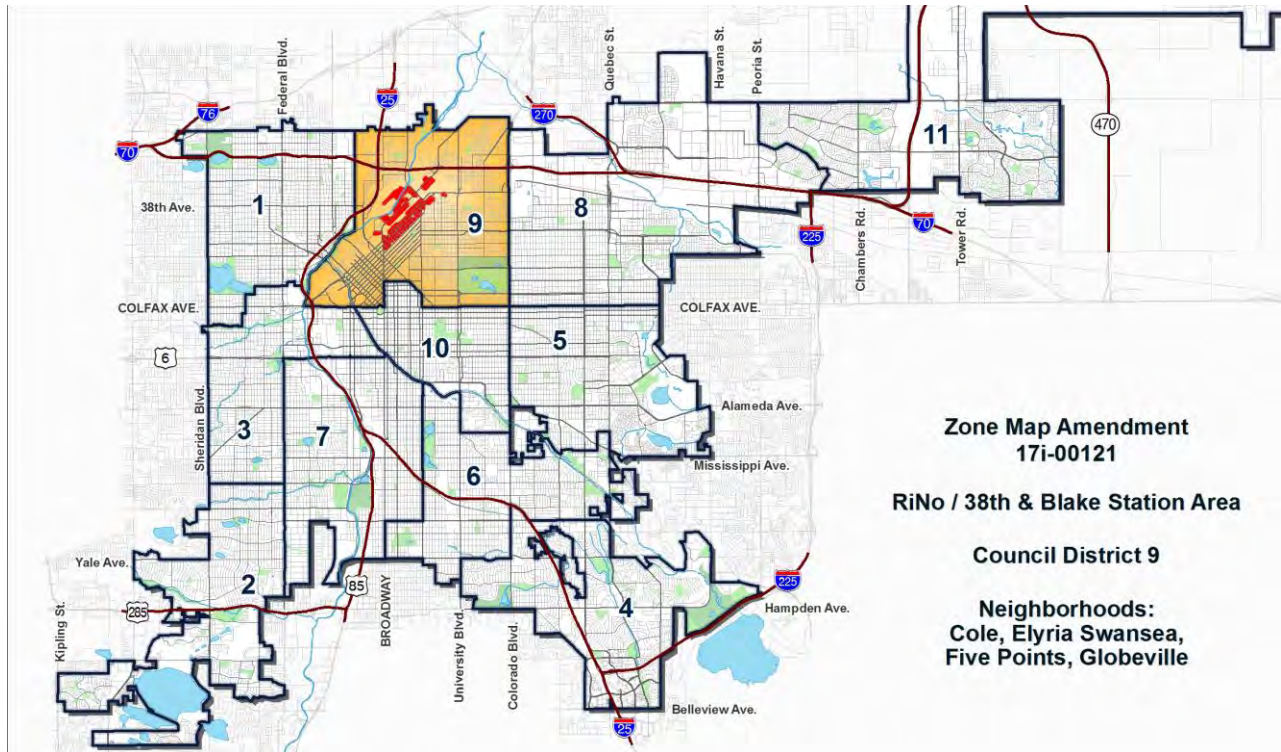 Federal Blvd.
Quebec St.
Havana St.
Peoria St.
76
25
270
70
470
11
38th Ave.
1
9
8
225
Chambers Rd.
70
Tower Rd.
COLFAX AVE.
COLFAX AVE.
6
10
5
Sheridan Blvd.
3
7
Alameda Ave.
Mississippi Ave.
6
Zone Map Amendment
17i-00121
RiNo / 38th & Blake Station Area
Council District 9
Neighborhoods:
Cole, Elyria Swansea,
Five Points, Globeville
Yale Ave.
2
285
85
Kipling St.
BROADWAY
University Blvd.
Colorado Blvd.
4
225
Hampden Ave.
Belleview Ave.
25